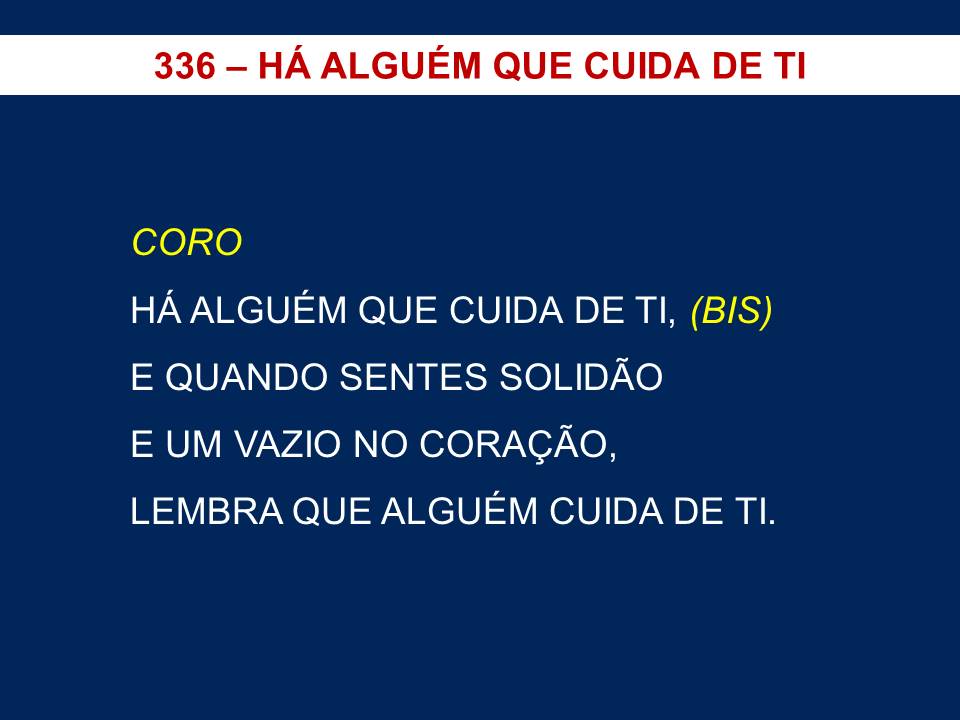 336 – HÁ ALGUÉM QUE CUIDA DE TI
CORO
HÁ ALGUÉM QUE CUIDA DE TI, (BIS)
E QUANDO SENTES SOLIDÃO
E UM VAZIO NO CORAÇÃO,
LEMBRA QUE ALGUÉM CUIDA DE TI.